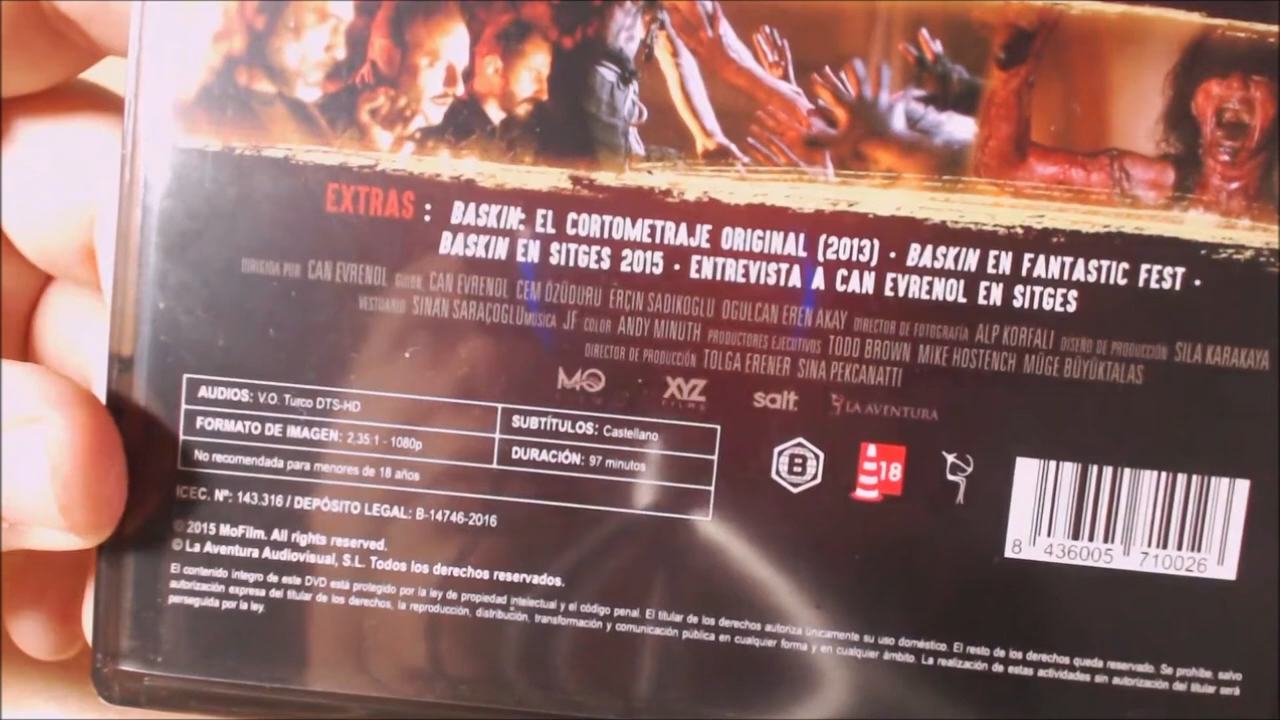 EXTRAS : BASKIN: EL CORTOMETRAJE ORIGINAL (2013) · BASKIN EN FANTASTIC FEST ·
BASKIN EN SITGES 2015 · ENTREVISTA A CAN EVRENOL EN SITGES
DIRIGIDA POR CAN EVRENOL GUION CAN EVRENOL CEM ÖZÜDURU ERÇIN SADIKOGLU OGULCAN EREN AKAY DIRECTOR DE FOTOGRAFÍA ALP KORFALI DISEÑO DE PRODUCCIÓN SILA KARAKAYA
VESTUARIO SINAN SARAÇOGLU MÚSICA JF COLOR ANDY MINUTH PRODUCTORES EJECUTIVOS TODD BROWN MIKE HOSTENCH MÜGE BÜYÜKTALAS
DIRECTOR DE PRODUCCIÓN TOLGA ERENER SINA PEKCANATTI
MO XYZ FILMS salt LA AVENTURA
AUDIOS: V.O. Turco DTS-HD
SUBTÍTULOS: Castellano
FORMATO DE IMAGEN: 2,35:1 - 1080p
DURACIÓN: 97 minutos
No recomendada para menores de 18 años
B 18
ICEC. Nº: 143.316 / DEPÓSITO LEGAL: B-14746-2016
© 2015 MoFilm. All rights reserved.
© La Aventura Audiovisual, S.L. Todos los derechos reservados.
8 436005 710026
El contenido íntegro de este DVD está protegido por la ley de propiedad intelectual y el código penal. El titular de los derechos autoriza únicamente su uso doméstico. El resto de los derechos queda reservado. Se prohíbe, salvo
autorización expresa del titular de los derechos, la reproducción, distribución, transformación y comunicación pública en cualquier forma y en cualquier ámbito. La realización de estas actividades sin autorización del titular será
perseguida por la ley.